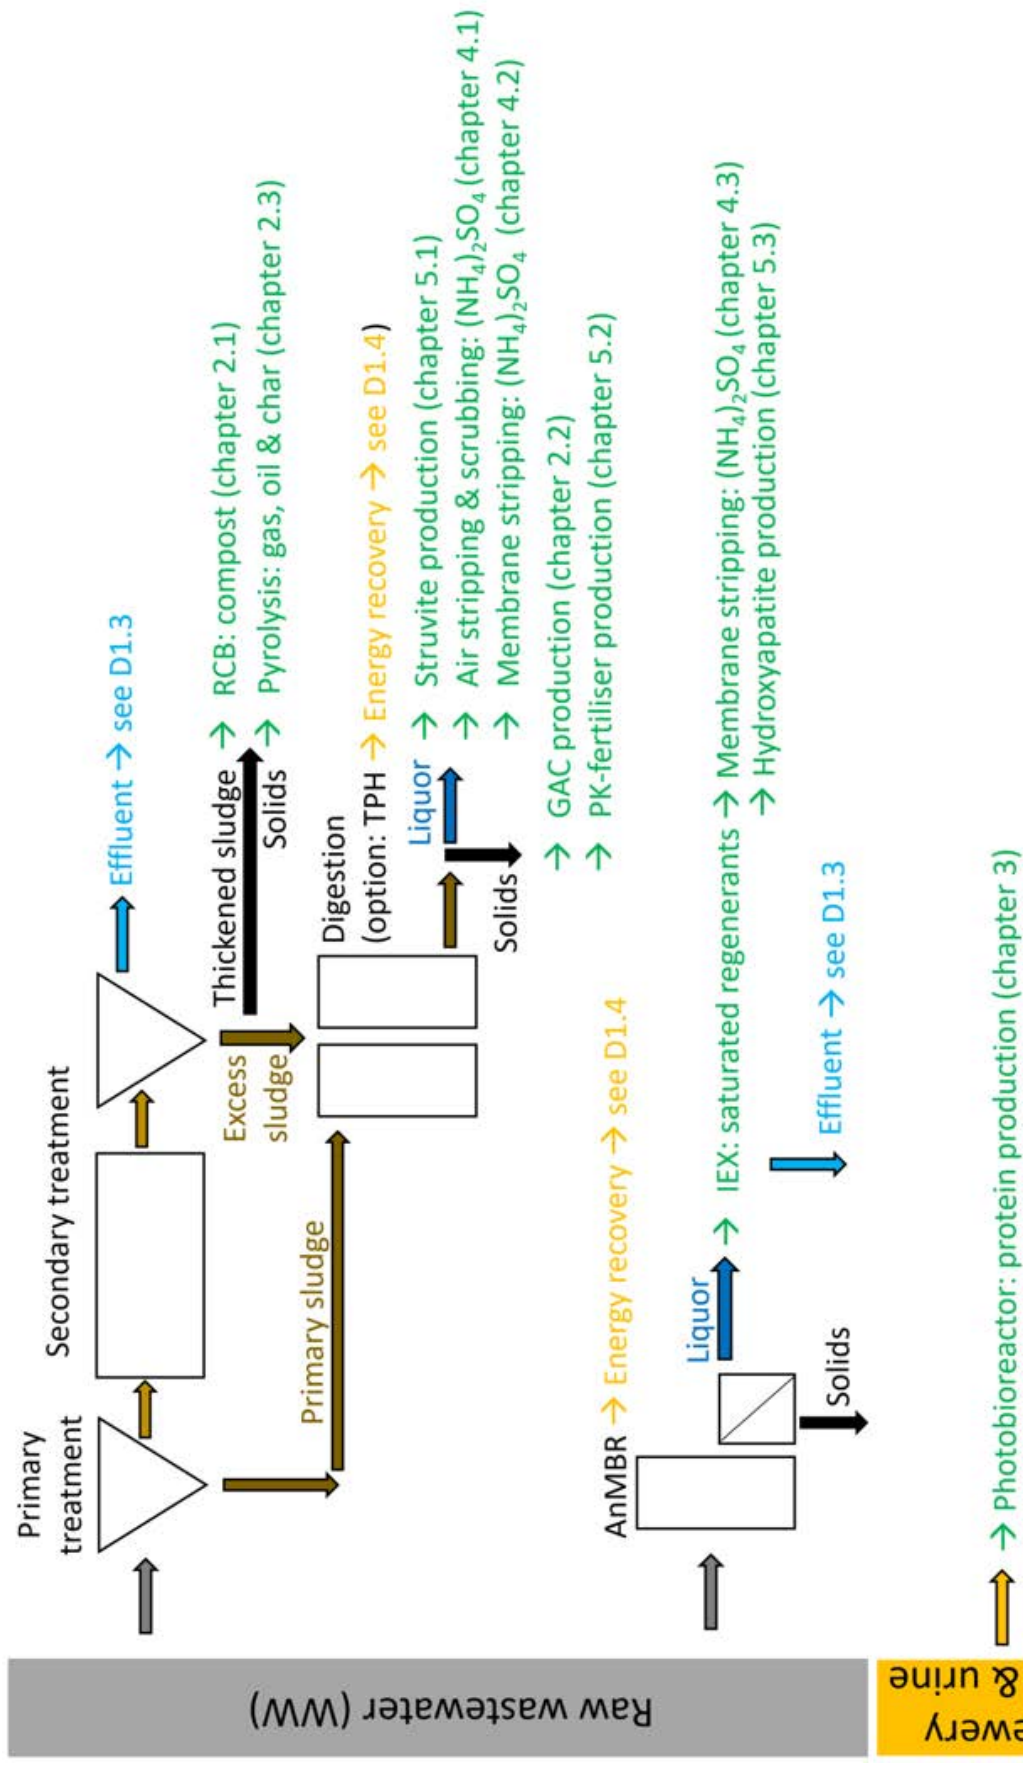 Raw wastewater (WW)
Primary
treatment
Secondary treatment
Effluent → see D1.3
Thickened sludge
Solids
→ RCB: compost (chapter 2.1)
→ Pyrolysis: gas, oil & char (chapter 2.3)
Excess
sludge
Primary sludge
Digestion
(option: TPH → Energy recovery → see D1.4)
Liquor
→ Struvite production (chapter 5.1)
→ Air stripping & scrubbing: (NH₄)₂SO₄ (chapter 4.1)
→ Membrane stripping: (NH₄)₂SO₄ (chapter 4.2)
Solids
→ GAC production (chapter 2.2)
→ PK-fertiliser production (chapter 5.2)
AnMBR → Energy recovery → see D1.4
Liquor
→ IEX: saturated regenerants → Membrane stripping: (NH₄)₂SO₄ (chapter 4.3)
→ Hydroxyapatite production (chapter 5.3)
Solids
Effluent → see D1.3
ewery
& urine
→ Photobioreactor: protein production (chapter 3)